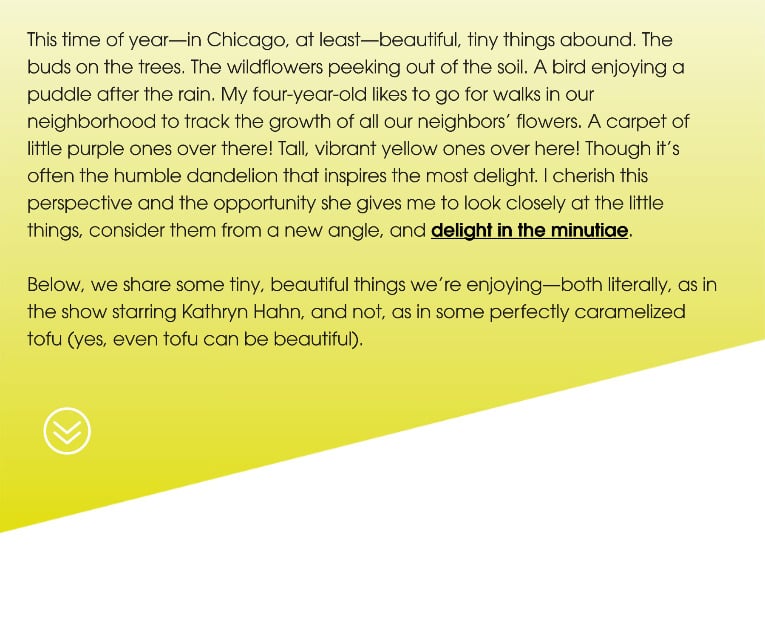 This time of year—in Chicago, at least—beautiful, tiny things abound. The
buds on the trees. The wildflowers peeking out of the soil. A bird enjoying a
puddle after the rain. My four-year-old likes to go for walks in our
neighborhood to track the growth of all our neighbors’ flowers. A carpet of
little purple ones over there! Tall, vibrant yellow ones over here! Though it’s
often the humble dandelion that inspires the most delight. I cherish this
perspective and the opportunity she gives me to look closely at the little
things, consider them from a new angle, and delight in the minutiae.
Below, we share some tiny, beautiful things we’re enjoying—both literally, as in
the show starring Kathryn Hahn, and not, as in some perfectly caramelized
tofu (yes, even tofu can be beautiful).